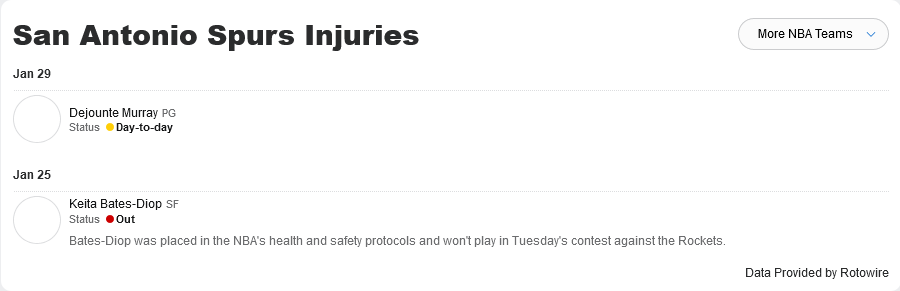 San Antonio Spurs Injuries
More NBA Teams
Jan 29
Dejounte Murray PG
Status Day-to-day
Jan 25
Keita Bates-Diop SF
Status Out
Bates-Diop was placed in the NBA's health and safety protocols and won't play in Tuesday's contest against the Rockets.
Data Provided by Rotowire